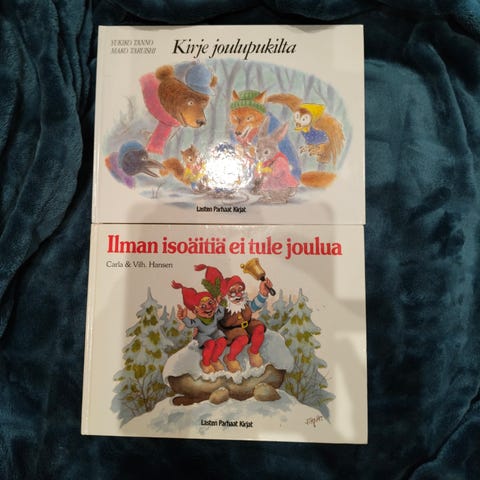 YUKIKO TANNO
MAKO TARUISHI
Kirje joulupukilta
Lasten Parhaat Kirjat
Ilman isoäitiä ei tule joulua
Carla & Vilh. Hansen
Lasten Parhaat Kirjat